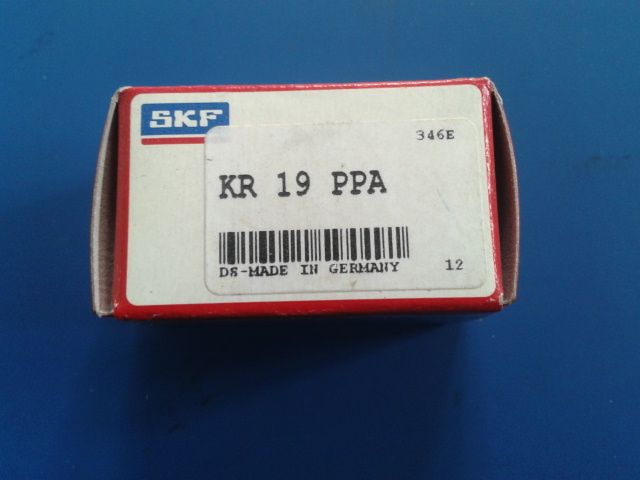 SKF
346E
KR 19 PPA
DS-MADE IN GERMANY
12